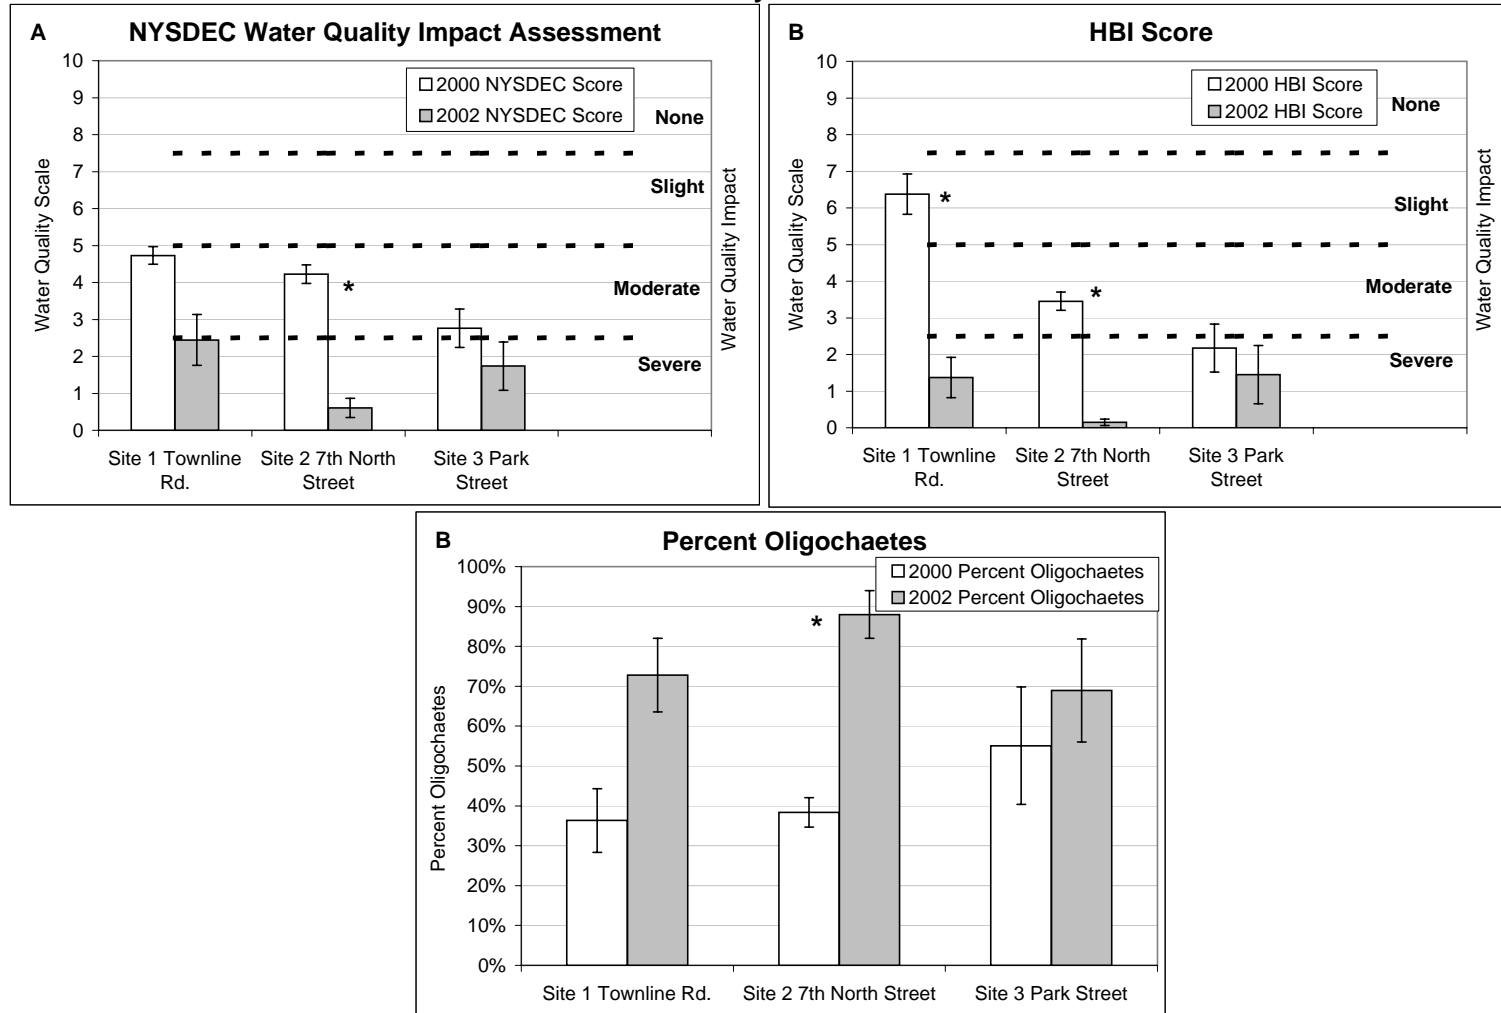 A NYSDEC Water Quality Impact Assessment
10
9
8
7
6
5
4
3
2
1
0
Water Quality Scale
2000 NYSDEC Score
2002 NYSDEC Score
None
Slight
Moderate
Severe
*
Water Quality Impact
Site 1 Townline Rd.
Site 2 7th North Street
Site 3 Park Street
B HBI Score
10
9
8
7
6
5
4
3
2
1
0
Water Quality Scale
2000 HBI Score
2002 HBI Score
None
Slight
Moderate
Severe
*
*
Water Quality Impact
Site 1 Townline Rd.
Site 2 7th North Street
Site 3 Park Street
B Percent Oligochaetes
100%
90%
80%
70%
60%
50%
40%
30%
20%
10%
0%
Percent Oligochaetes
2000 Percent Oligochaetes
2002 Percent Oligochaetes
*
Site 1 Townline Rd.
Site 2 7th North Street
Site 3 Park Street